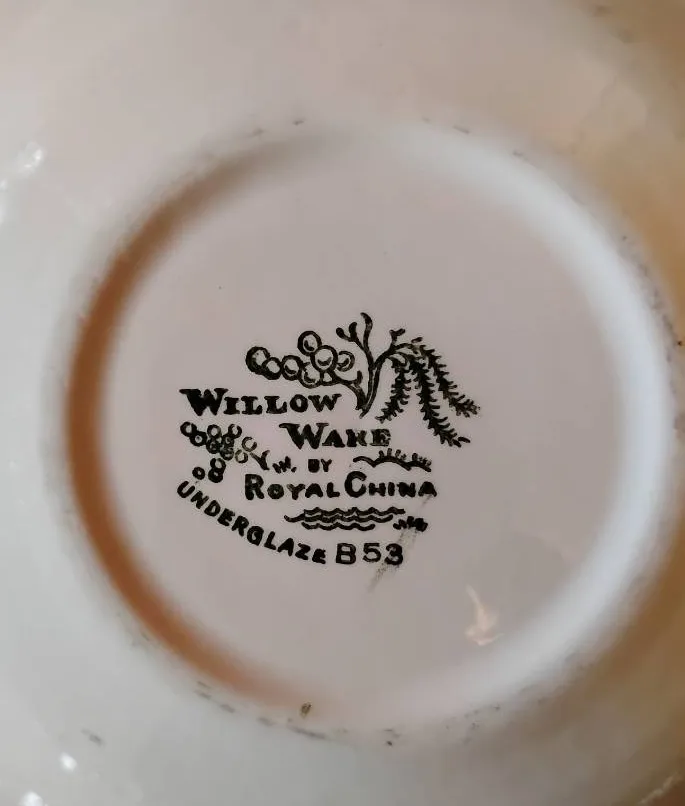 WILLOW
WARE
BY
ROYAL CHINA
UNDERGLAZE B53